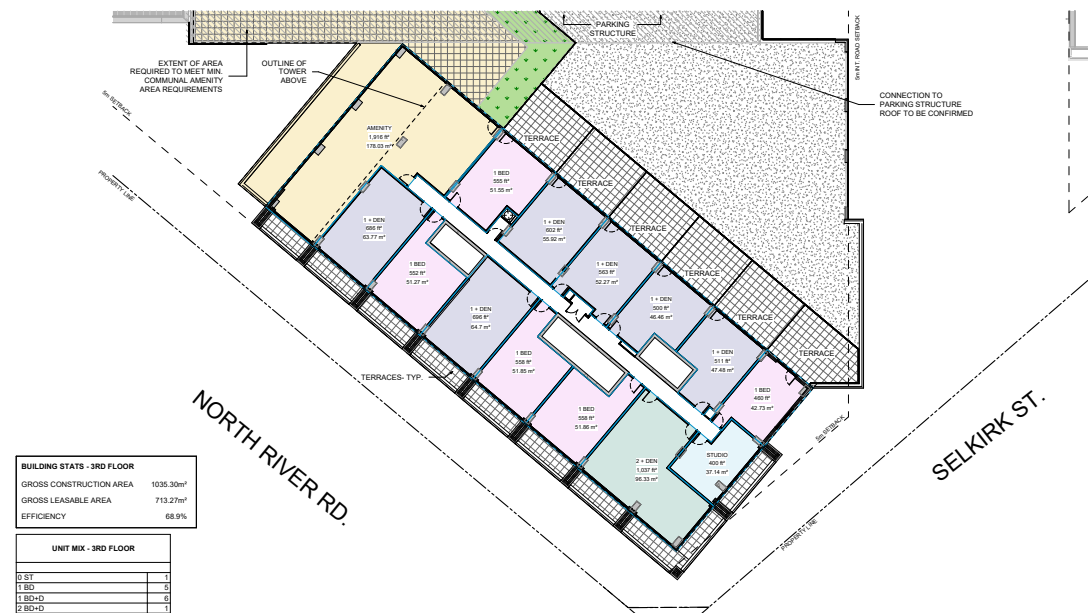 PARKING
STRUCTURE
5m INT. ROAD SETBACK
EXTENT OF AREA
REQUIRED TO MEET MIN.
COMMUNAL AMENITY
AREA REQUIREMENTS
OUTLINE OF
TOWER
ABOVE
CONNECTION TO
PARKING STRUCTURE
ROOF TO BE CONFIRMED
5m SETBACK
PROPERTY LINE
AMENITY
1,916 ft²
178.03 m²
TERRACE
1 BED
555 ft²
51.55 m²
TERRACE
1 + DEN
686 ft²
63.77 m²
1 + DEN
602 ft²
55.92 m²
TERRACE
1 BED
552 ft²
51.27 m²
1 + DEN
563 ft²
52.27 m²
TERRACE
1 + DEN
696 ft²
64.7 m²
1 + DEN
500 ft²
46.46 m²
TERRACE
1 BED
558 ft²
51.85 m²
1 + DEN
511 ft²
47.48 m²
TERRACE
TERRACES- TYP.
1 BED
558 ft²
51.86 m²
1 BED
460 ft²
42.73 m²
2 + DEN
1,037 ft²
96.33 m²
STUDIO
400 ft²
37.14 m²
5m SETBACK
PROPERTY LINE
NORTH RIVER RD.
SELKIRK ST.
BUILDING STATS - 3RD FLOOR
GROSS CONSTRUCTION AREA 1035.30m²
GROSS LEASABLE AREA 713.27m²
EFFICIENCY 68.9%
UNIT MIX - 3RD FLOOR
0 ST 1
1 BD 5
1 BD+D 6
2 BD+D 1